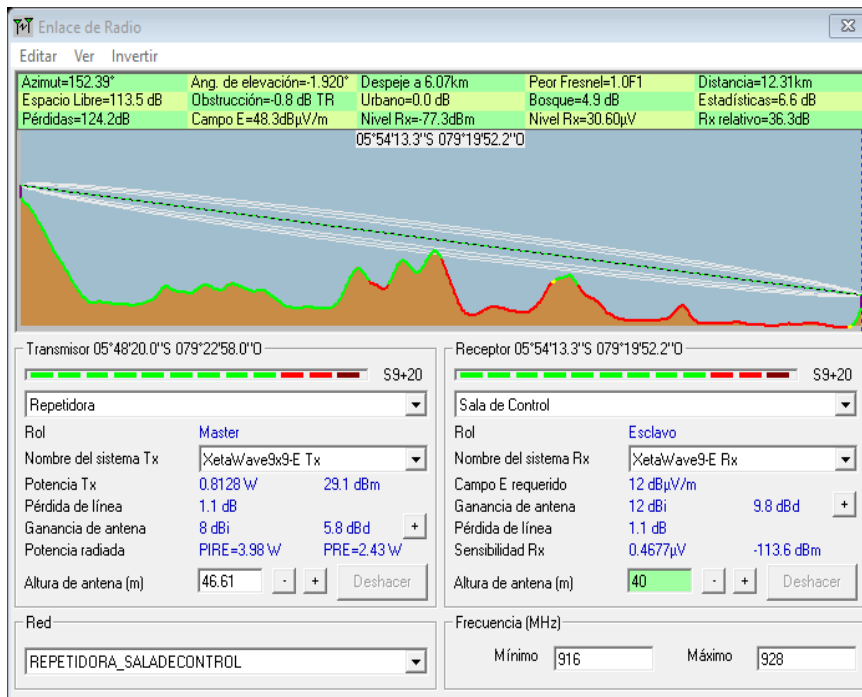 Enlace de Radio
Editar Ver Invertir
Azimut=152.39° Ang. de elevación=-1.920° Despeje a 6.07km Peor Fresnel=1.0F1 Distancia=12.31km
Espacio Libre=113.5 dB Obstrucción=-0.8 dB TR Urbano=0.0 dB Bosque=4.9 dB Estadísticas=6.6 dB
Pérdidas=124.2dB Campo E=48.3dBµV/m Nivel Rx=-77.3dBm Nivel Rx=30.60µV Rx relativo=36.3dB
05°54'13.3"S 079°19'52.2"O
Transmisor 05°48'20.0"S 079°22'58.0"O
S9+20
Repetidora
Rol Master
Nombre del sistema Tx XetaWave9x9-E Tx
Potencia Tx 0.8128 W 29.1 dBm
Pérdida de línea 1.1 dB
Ganancia de antena 8 dBi 5.8 dBd +
Potencia radiada PIRE=3.98 W PRE=2.43 W
Altura de antena (m) 46.61 - + Deshacer
Red
REPETIDORA_SALADECONTROL
Receptor 05°54'13.3"S 079°19'52.2"O
S9+20
Sala de Control
Rol Esclavo
Nombre del sistema Rx XetaWave9-E Rx
Campo E requerido 12 dBµV/m
Ganancia de antena 12 dBi 9.8 dBd +
Pérdida de línea 1.1 dB
Sensibilidad Rx 0.4677µV -113.6 dBm
Altura de antena (m) 40 - + Deshacer
Frecuencia (MHz)
Mínimo 916 Máximo 928